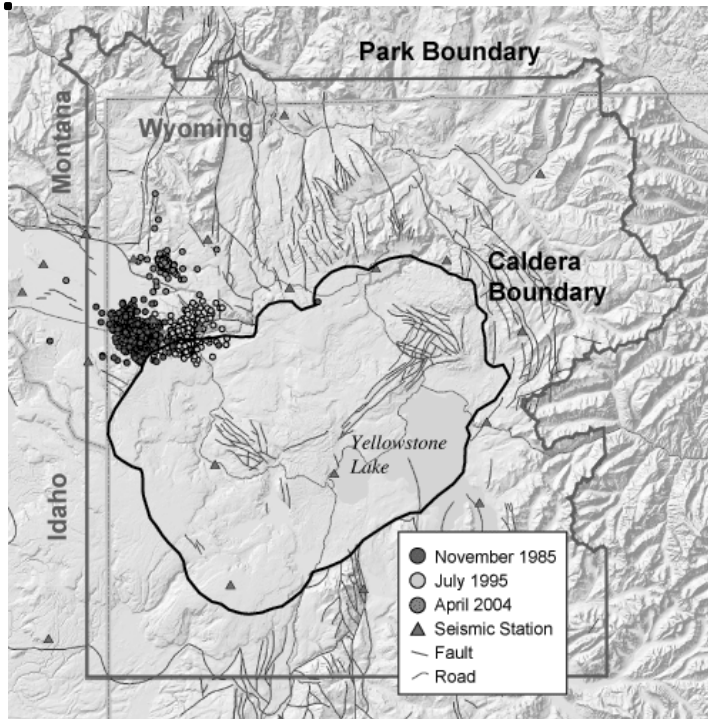 Park Boundary
Montana
Wyoming
Caldera
Boundary
Yellowstone
Lake
Idaho
November 1985
July 1995
April 2004
Seismic Station
Fault
Road